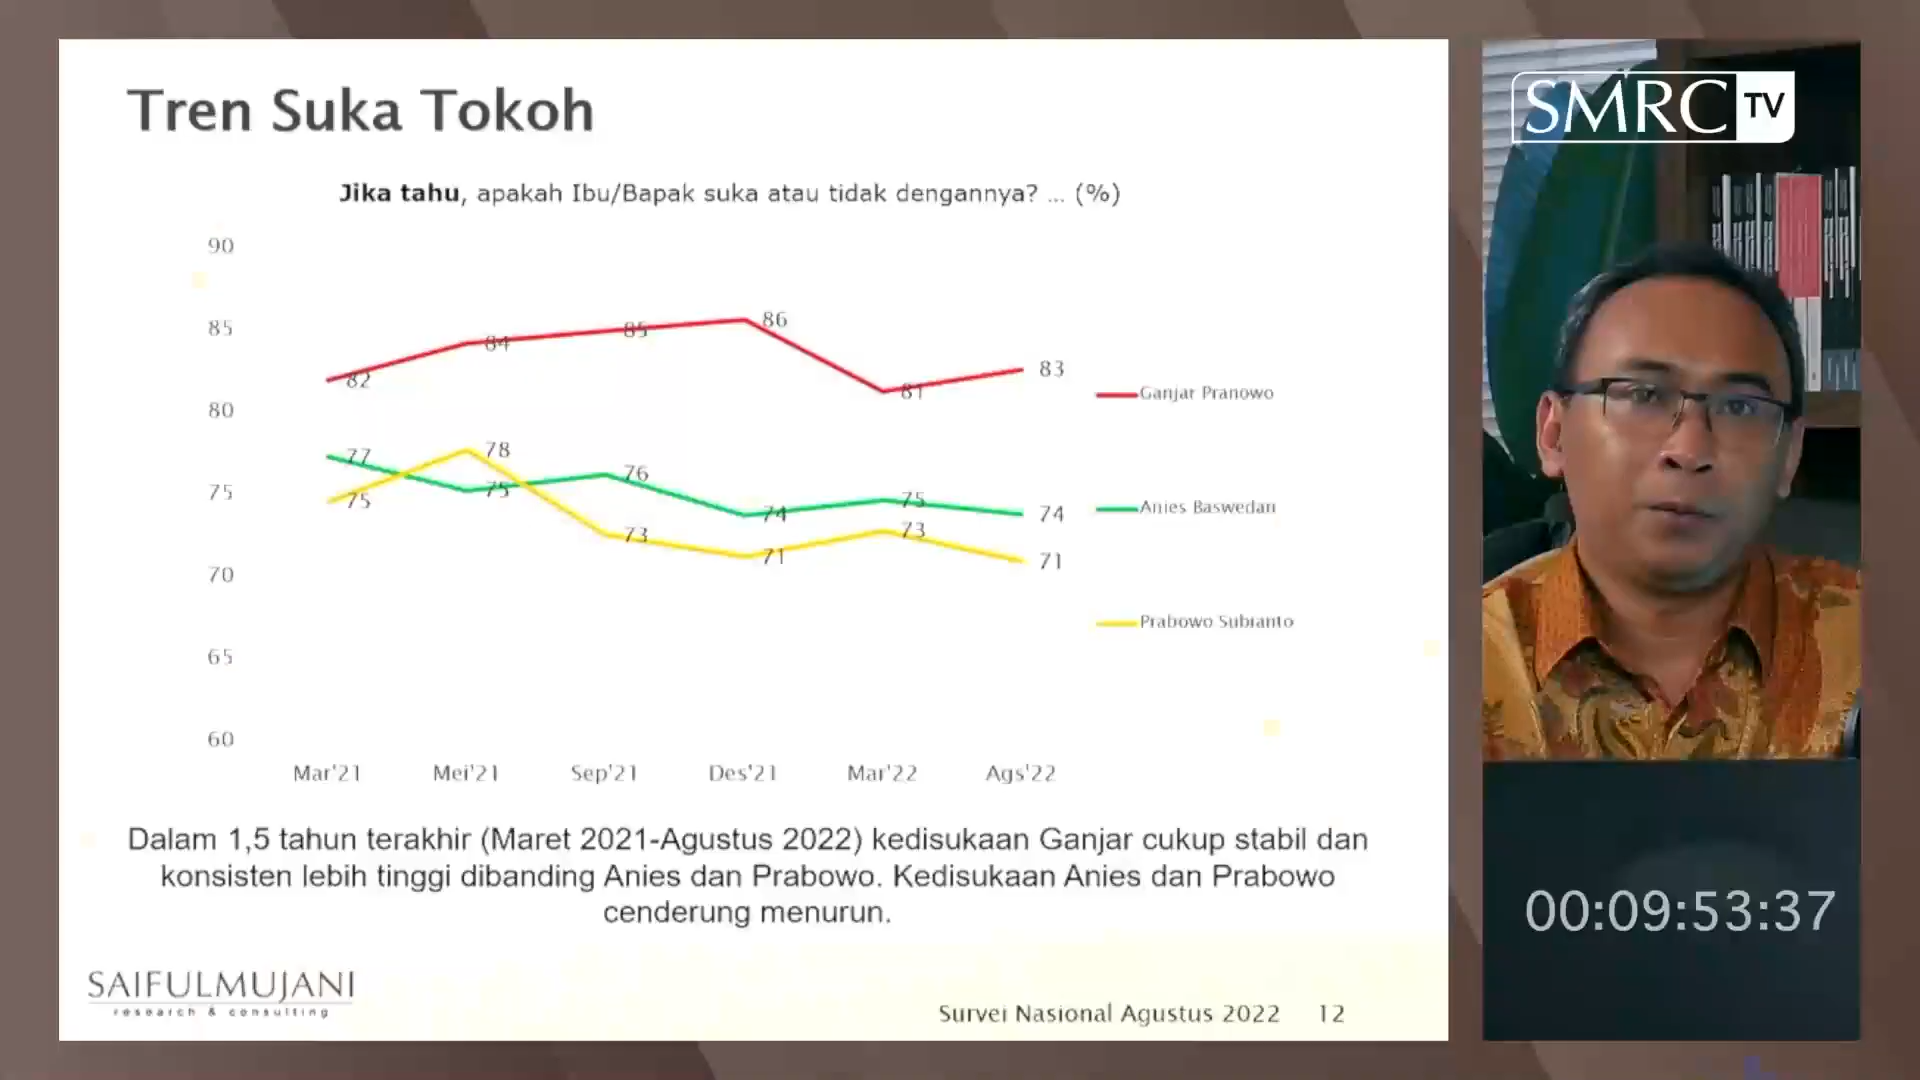 Tren Suka Tokoh
SMRC TV
Jika tahu, apakah Ibu/Bapak suka atau tidak dengannya? ... (%)
90
85
80
75
70
65
60
82
84
85
86
81
83
77
75
76
74
75
74
75
78
73
71
73
71
Ganjar Pranowo
Anies Baswedan
Prabowo Subianto
Mar'21 Mei'21 Sep'21 Des'21 Mar'22 Ags'22
Dalam 1,5 tahun terakhir (Maret 2021-Agustus 2022) kedisukaan Ganjar cukup stabil dan
konsisten lebih tinggi dibanding Anies dan Prabowo. Kedisukaan Anies dan Prabowo
cenderung menurun.
00:09:53:37
SAIFULMUJANI
research & consulting
Survei Nasional Agustus 2022 12